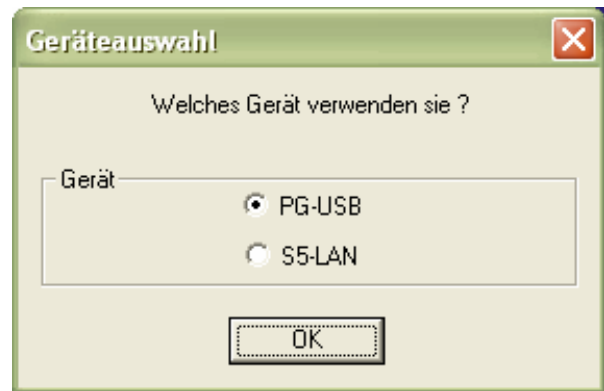 Geräteauswahl
Welches Gerät verwenden sie ?
Gerät
PG-USB
S5-LAN
OK